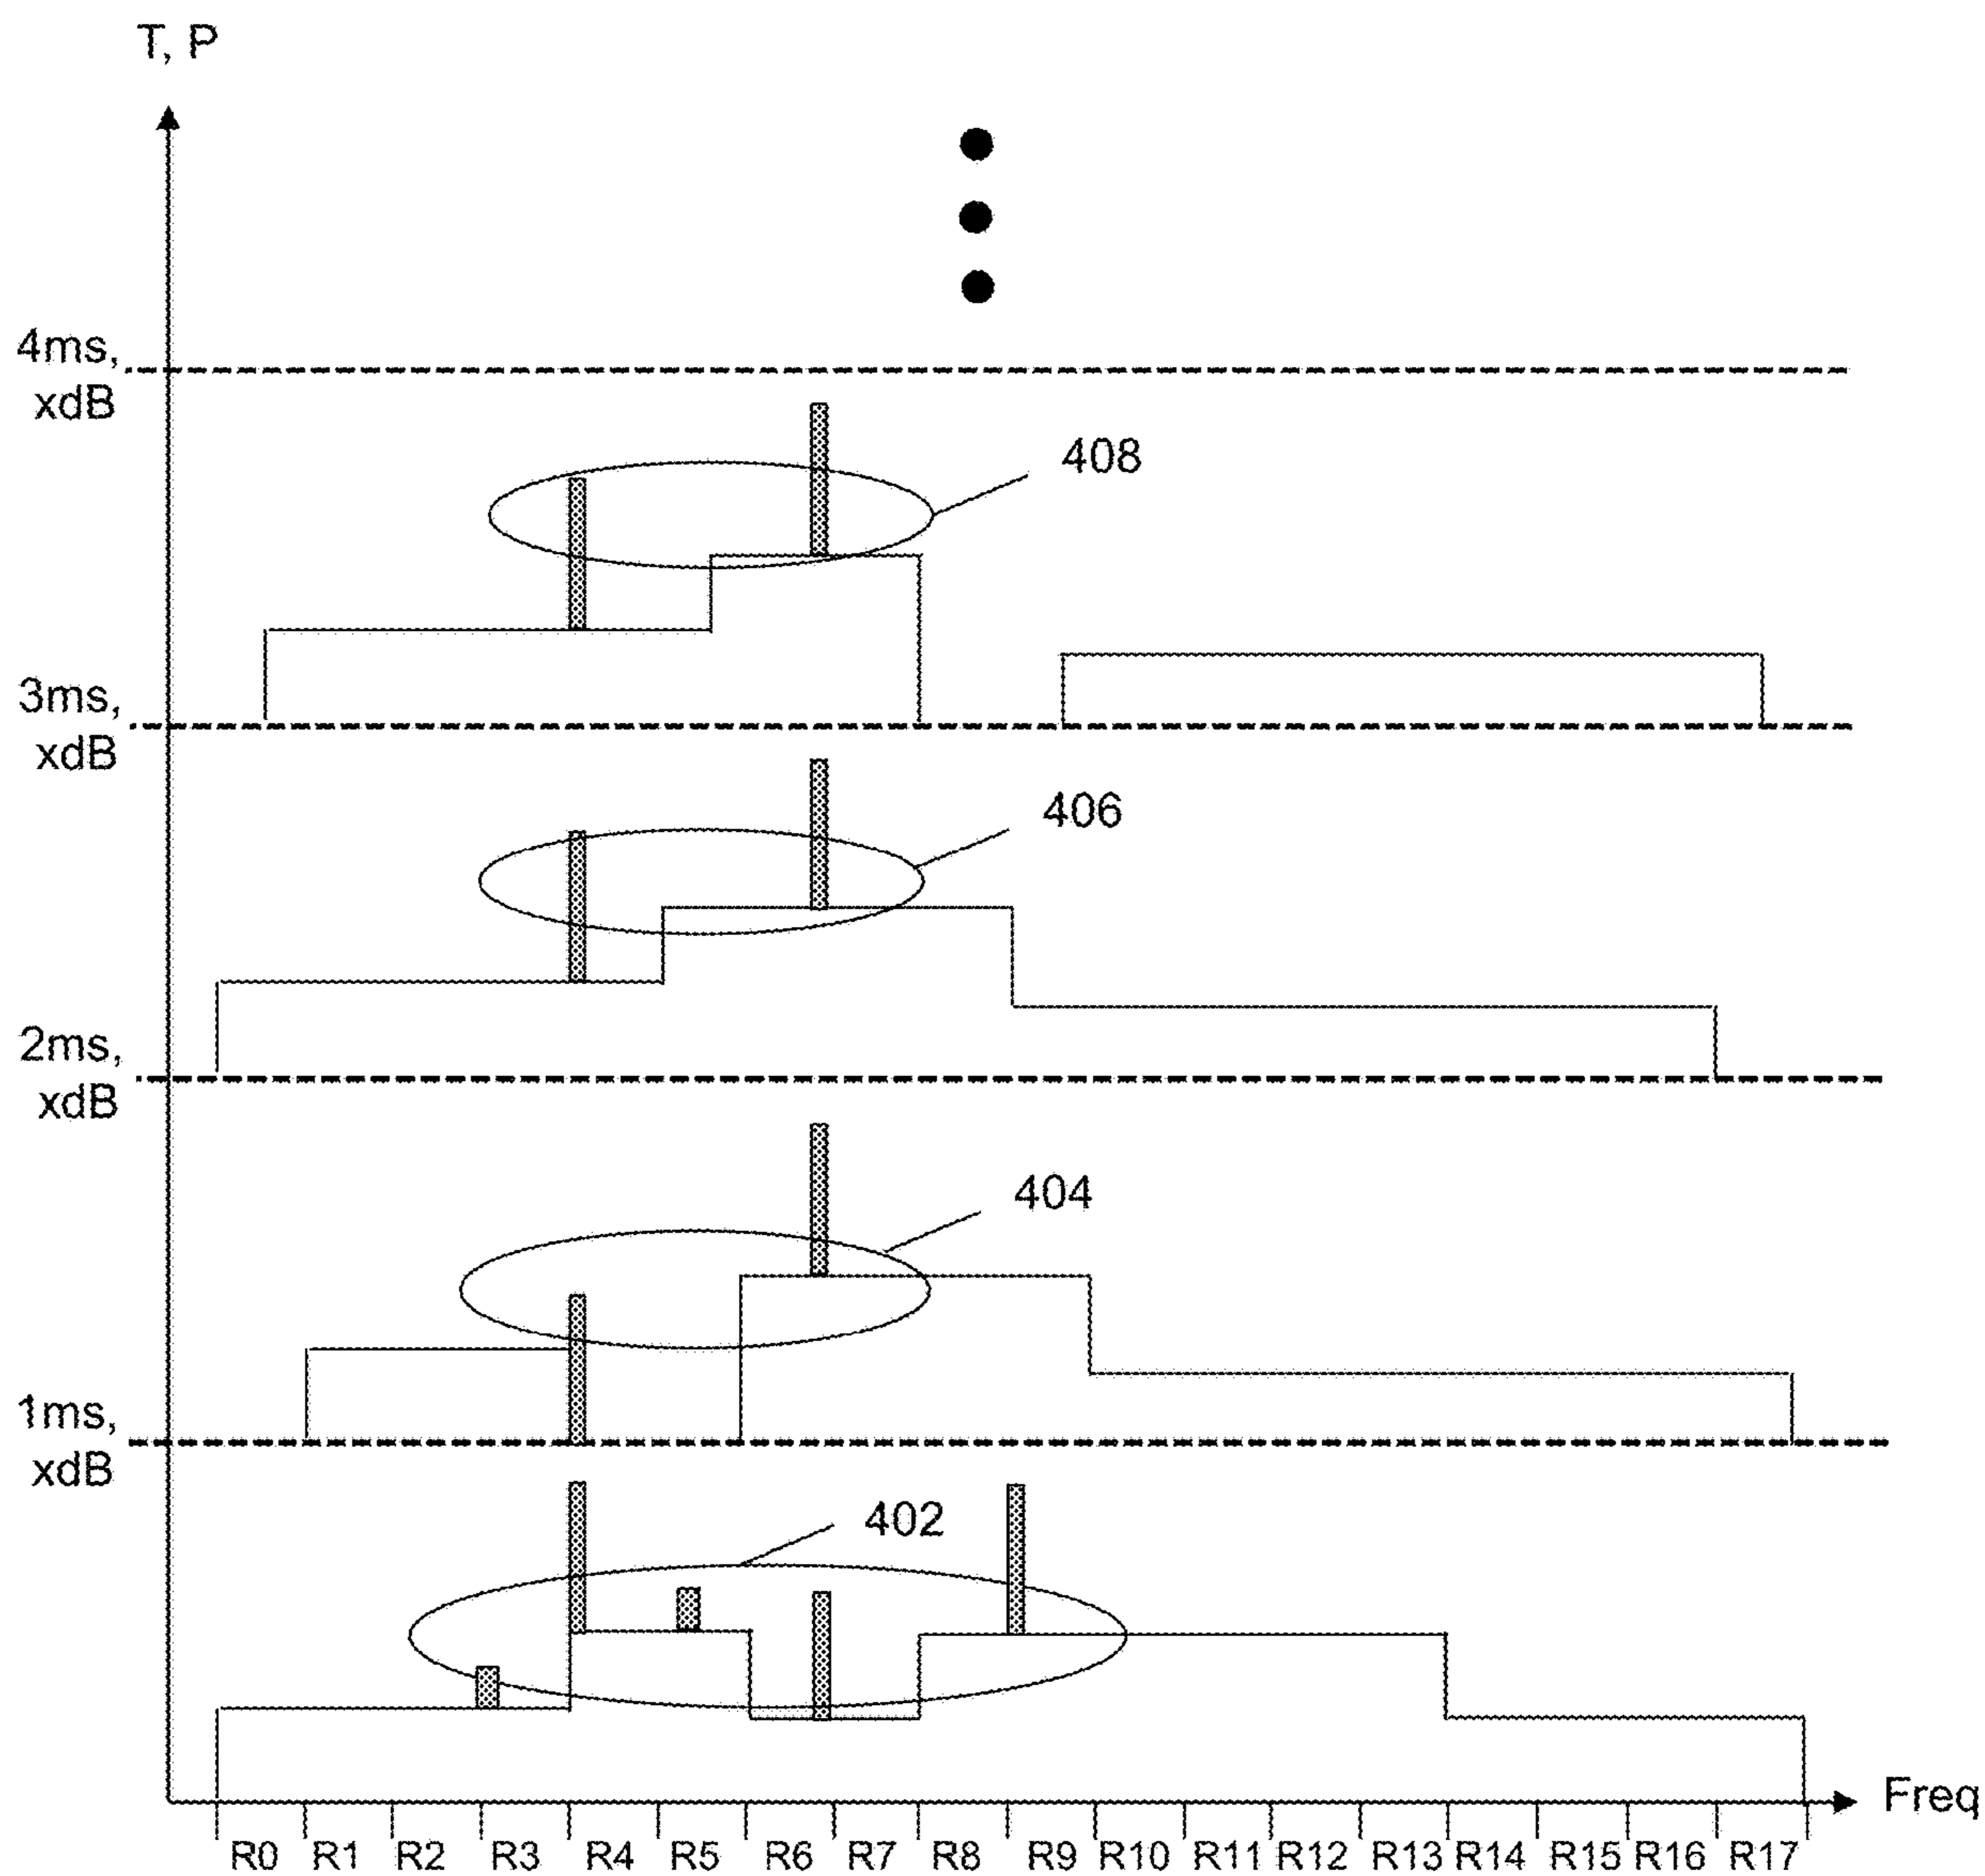 T, P
4ms,
xdB
408
3ms,
xdB
406
2ms,
xdB
404
1ms,
xdB
402
Freq
R0 R1 R2 R3 R4 R5 R6 R7 R8 R9 R10 R11 R12 R13 R14 R15 R16 R17